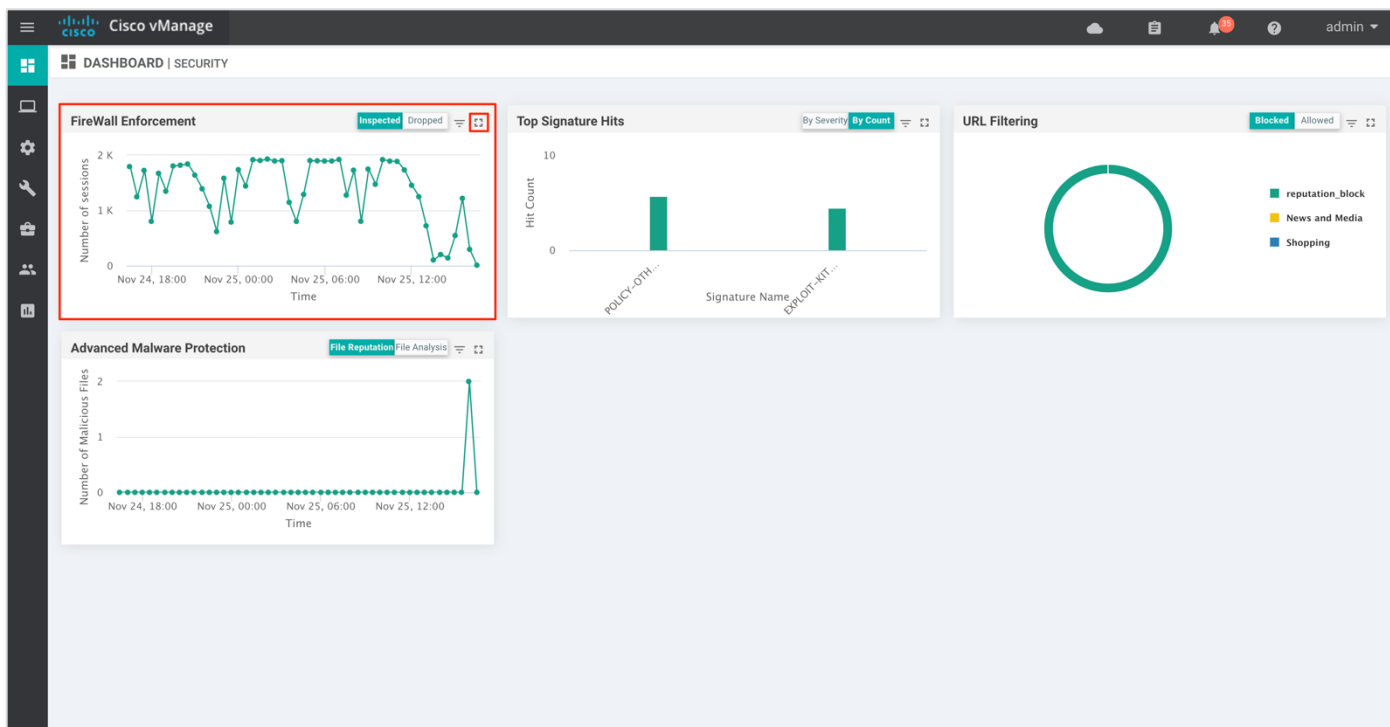 cisco Cisco vManage
35
admin
DASHBOARD | SECURITY
FireWall Enforcement
Inspected Dropped
2 K
1 K
0
Number of sessions
Nov 24, 18:00 Nov 25, 00:00 Nov 25, 06:00 Nov 25, 12:00
Time
Top Signature Hits
By Severity By Count
10
0
Hit Count
POLICY-OTH...
EXPLOIT-KIT...
Signature Name
URL Filtering
Blocked Allowed
reputation_block
News and Media
Shopping
Advanced Malware Protection
File Reputation File Analysis
2
1
0
Number of Malicious Files
Nov 24, 18:00 Nov 25, 00:00 Nov 25, 06:00 Nov 25, 12:00
Time